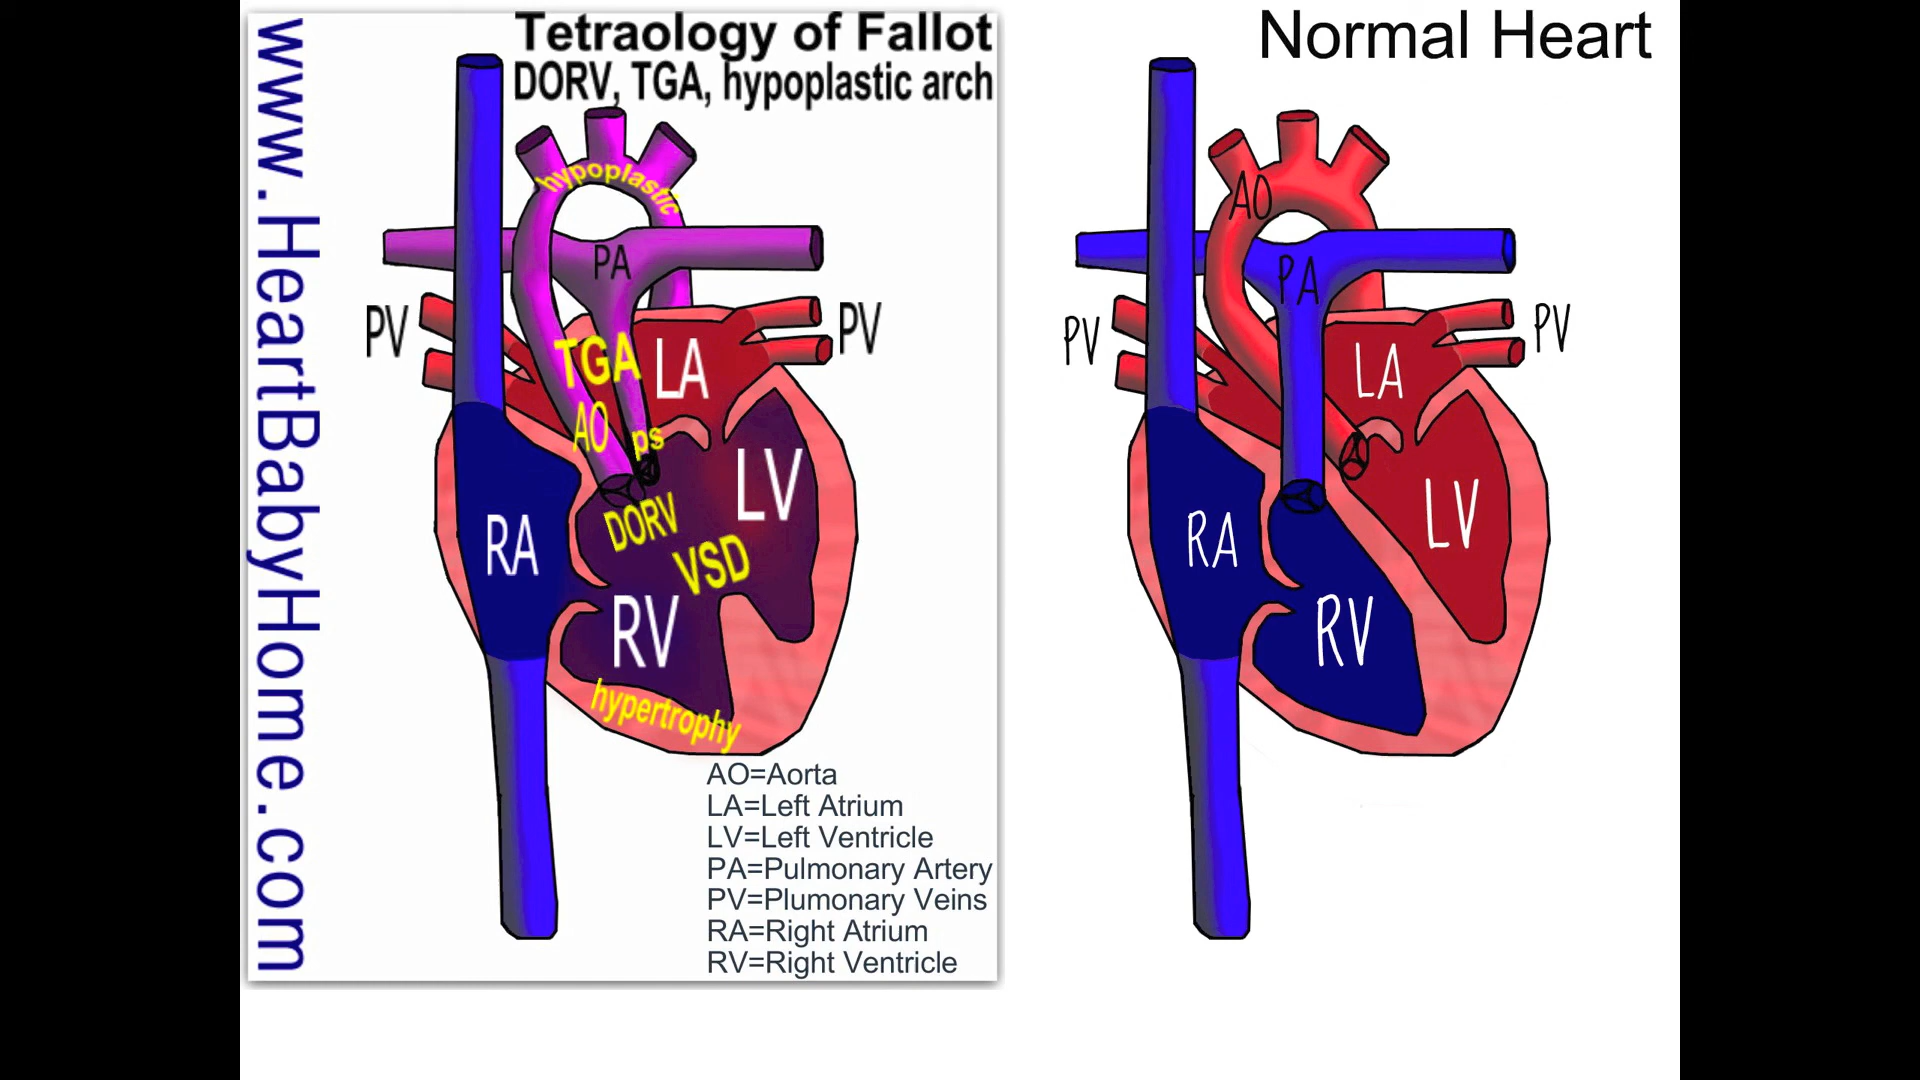 www.HeartBabyHome.com
Tetraology of Fallot
DORV, TGA, hypoplastic arch
hypoplastic
PA
PV
PV
TGA
LA
AO
ps
LV
DORV
RA
VSD
RV
hypertrophy
AO=Aorta
LA=Left Atrium
LV=Left Ventricle
PA=Pulmonary Artery
PV=Plumonary Veins
RA=Right Atrium
RV=Right Ventricle
Normal Heart
AO
PA
PV
PV
LA
LV
RA
RV